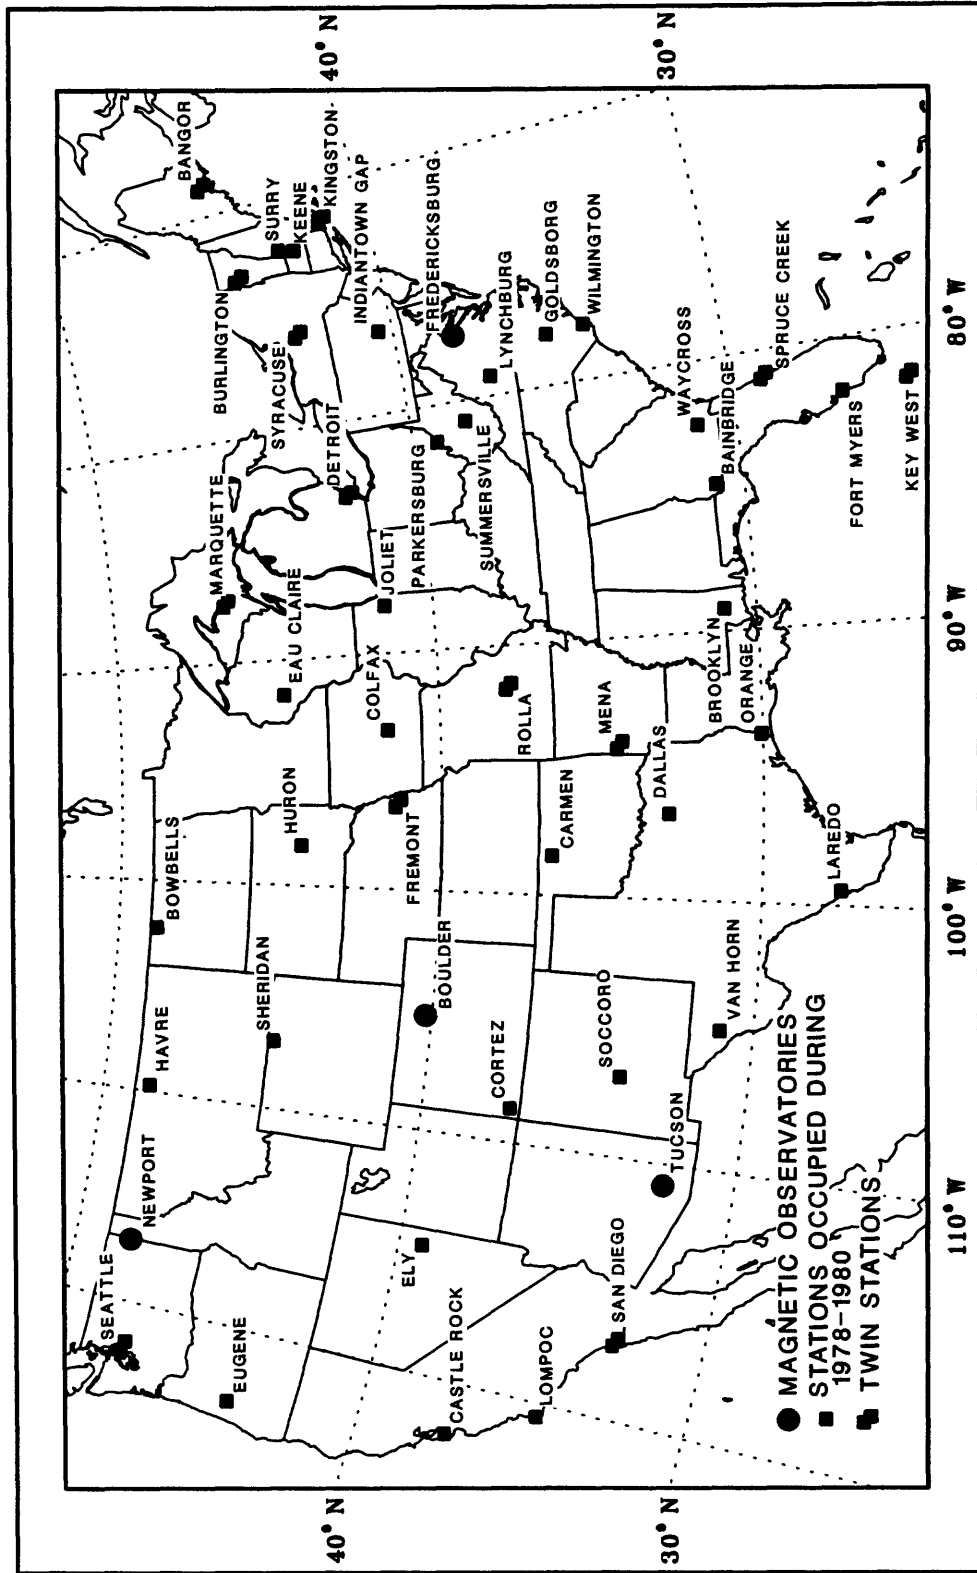 SEATTLE
NEWPORT
HAVRE
BOWBELLS
MARQUETTE
BURLINGTON
BANGOR
EUGENE
SHERIDAN
HURON
EAU CLAIRE
SYRACUSE
SURRY
KEENE
KINGSTON
DETROIT
INDIANTOWN GAP
ELY
CASTLE ROCK
BOULDER
FREMONT
COLFAX
JOLIET
PARKERSBURG
FREDERICKSBURG
LOMPOC
CORTEZ
ROLLA
SUMMERSVILLE
LYNCHBURG
SAN DIEGO
SOCCORO
CARMEN
MENA
GOLDSBORG
WILMINGTON
TUCSON
DALLAS
WAYCROSS
VAN HORN
BROOKLYN
ORANGE
BAINBRIDGE
SPRUCE CREEK
LAREDO
FORT MYERS
KEY WEST
MAGNETIC OBSERVATORIES
STATIONS OCCUPIED DURING
1978-1980
TWIN STATIONS
40° N
30° N
40° N
30° N
110° W
100° W
90° W
80° W